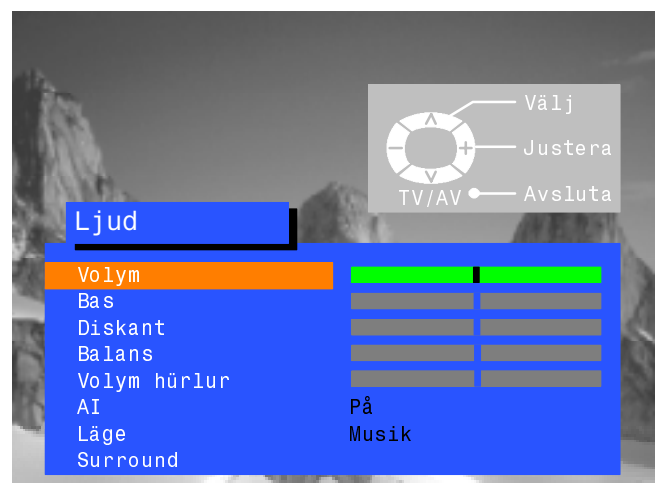 Välj
Justera
TV/AV Avsluta
Ljud
Volym
Bas
Diskant
Balans
Volym hürlur
AI På
Läge Musik
Surround